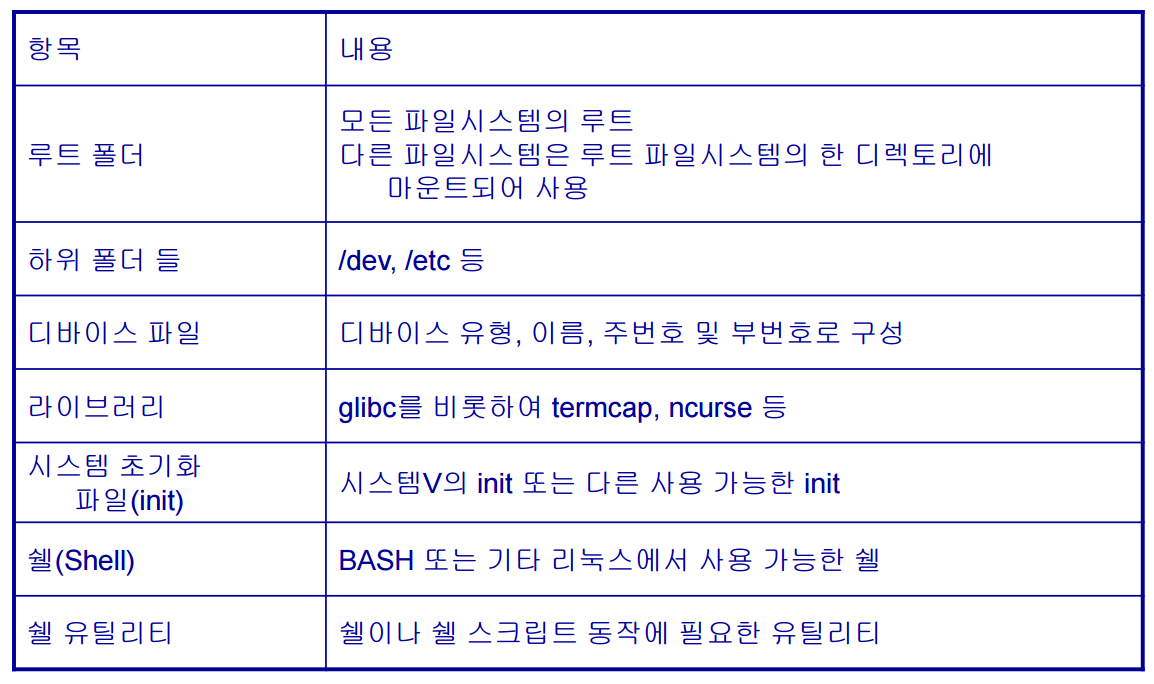 항목
내용
루트 폴더
모든 파일시스템의 루트
다른 파일시스템은 루트 파일시스템의 한 디렉토리에
마운트되어 사용
하위 폴더 들
/dev, /etc 등
디바이스 파일
디바이스 유형, 이름, 주번호 및 부번호로 구성
라이브러리
glibc를 비롯하여 termcap, ncurse 등
시스템 초기화
파일(init)
시스템V의 init 또는 다른 사용 가능한 init
쉘(Shell)
BASH 또는 기타 리눅스에서 사용 가능한 쉘
쉘 유틸리티
쉘이나 쉘 스크립트 동작에 필요한 유틸리티